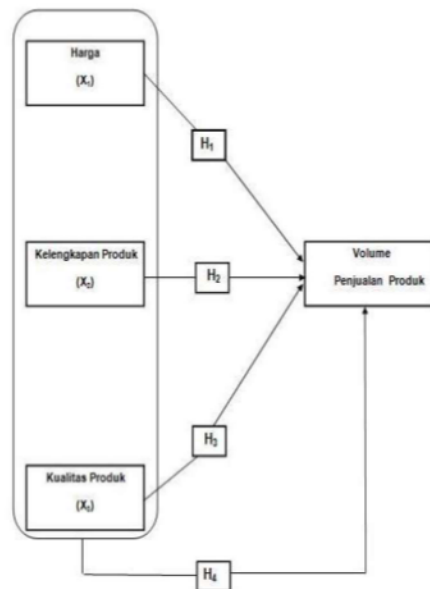 Harga
(X₁)
H₁
Kelengkapan Produk
(X₂)
H₂
Volume
Penjualan Produk
H₃
Kualitas Produk
(X₃)
H₄